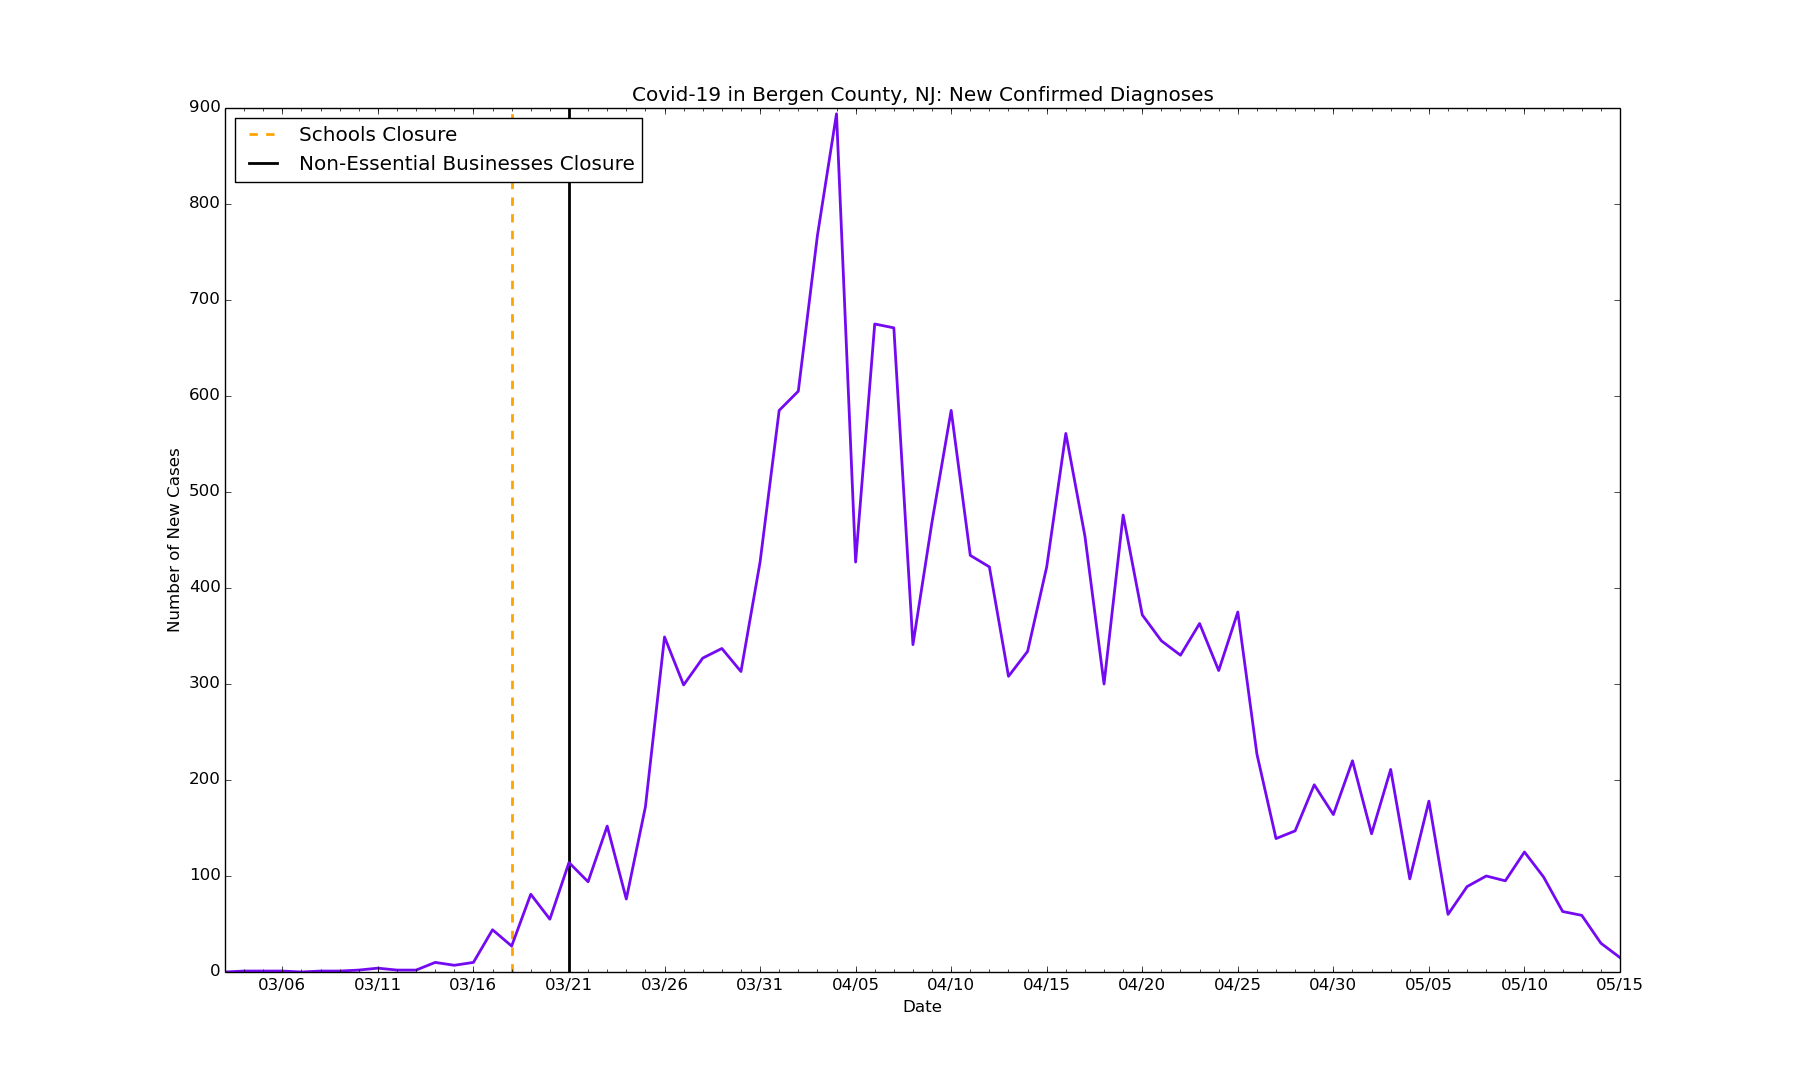 Covid-19 in Bergen County, NJ: New Confirmed Diagnoses
900
800
700
600
500
400
300
200
100
0
Number of New Cases
Schools Closure
Non-Essential Businesses Closure
03/06 03/11 03/16 03/21 03/26 03/31 04/05 04/10 04/15 04/20 04/25 04/30 05/05 05/10 05/15
Date